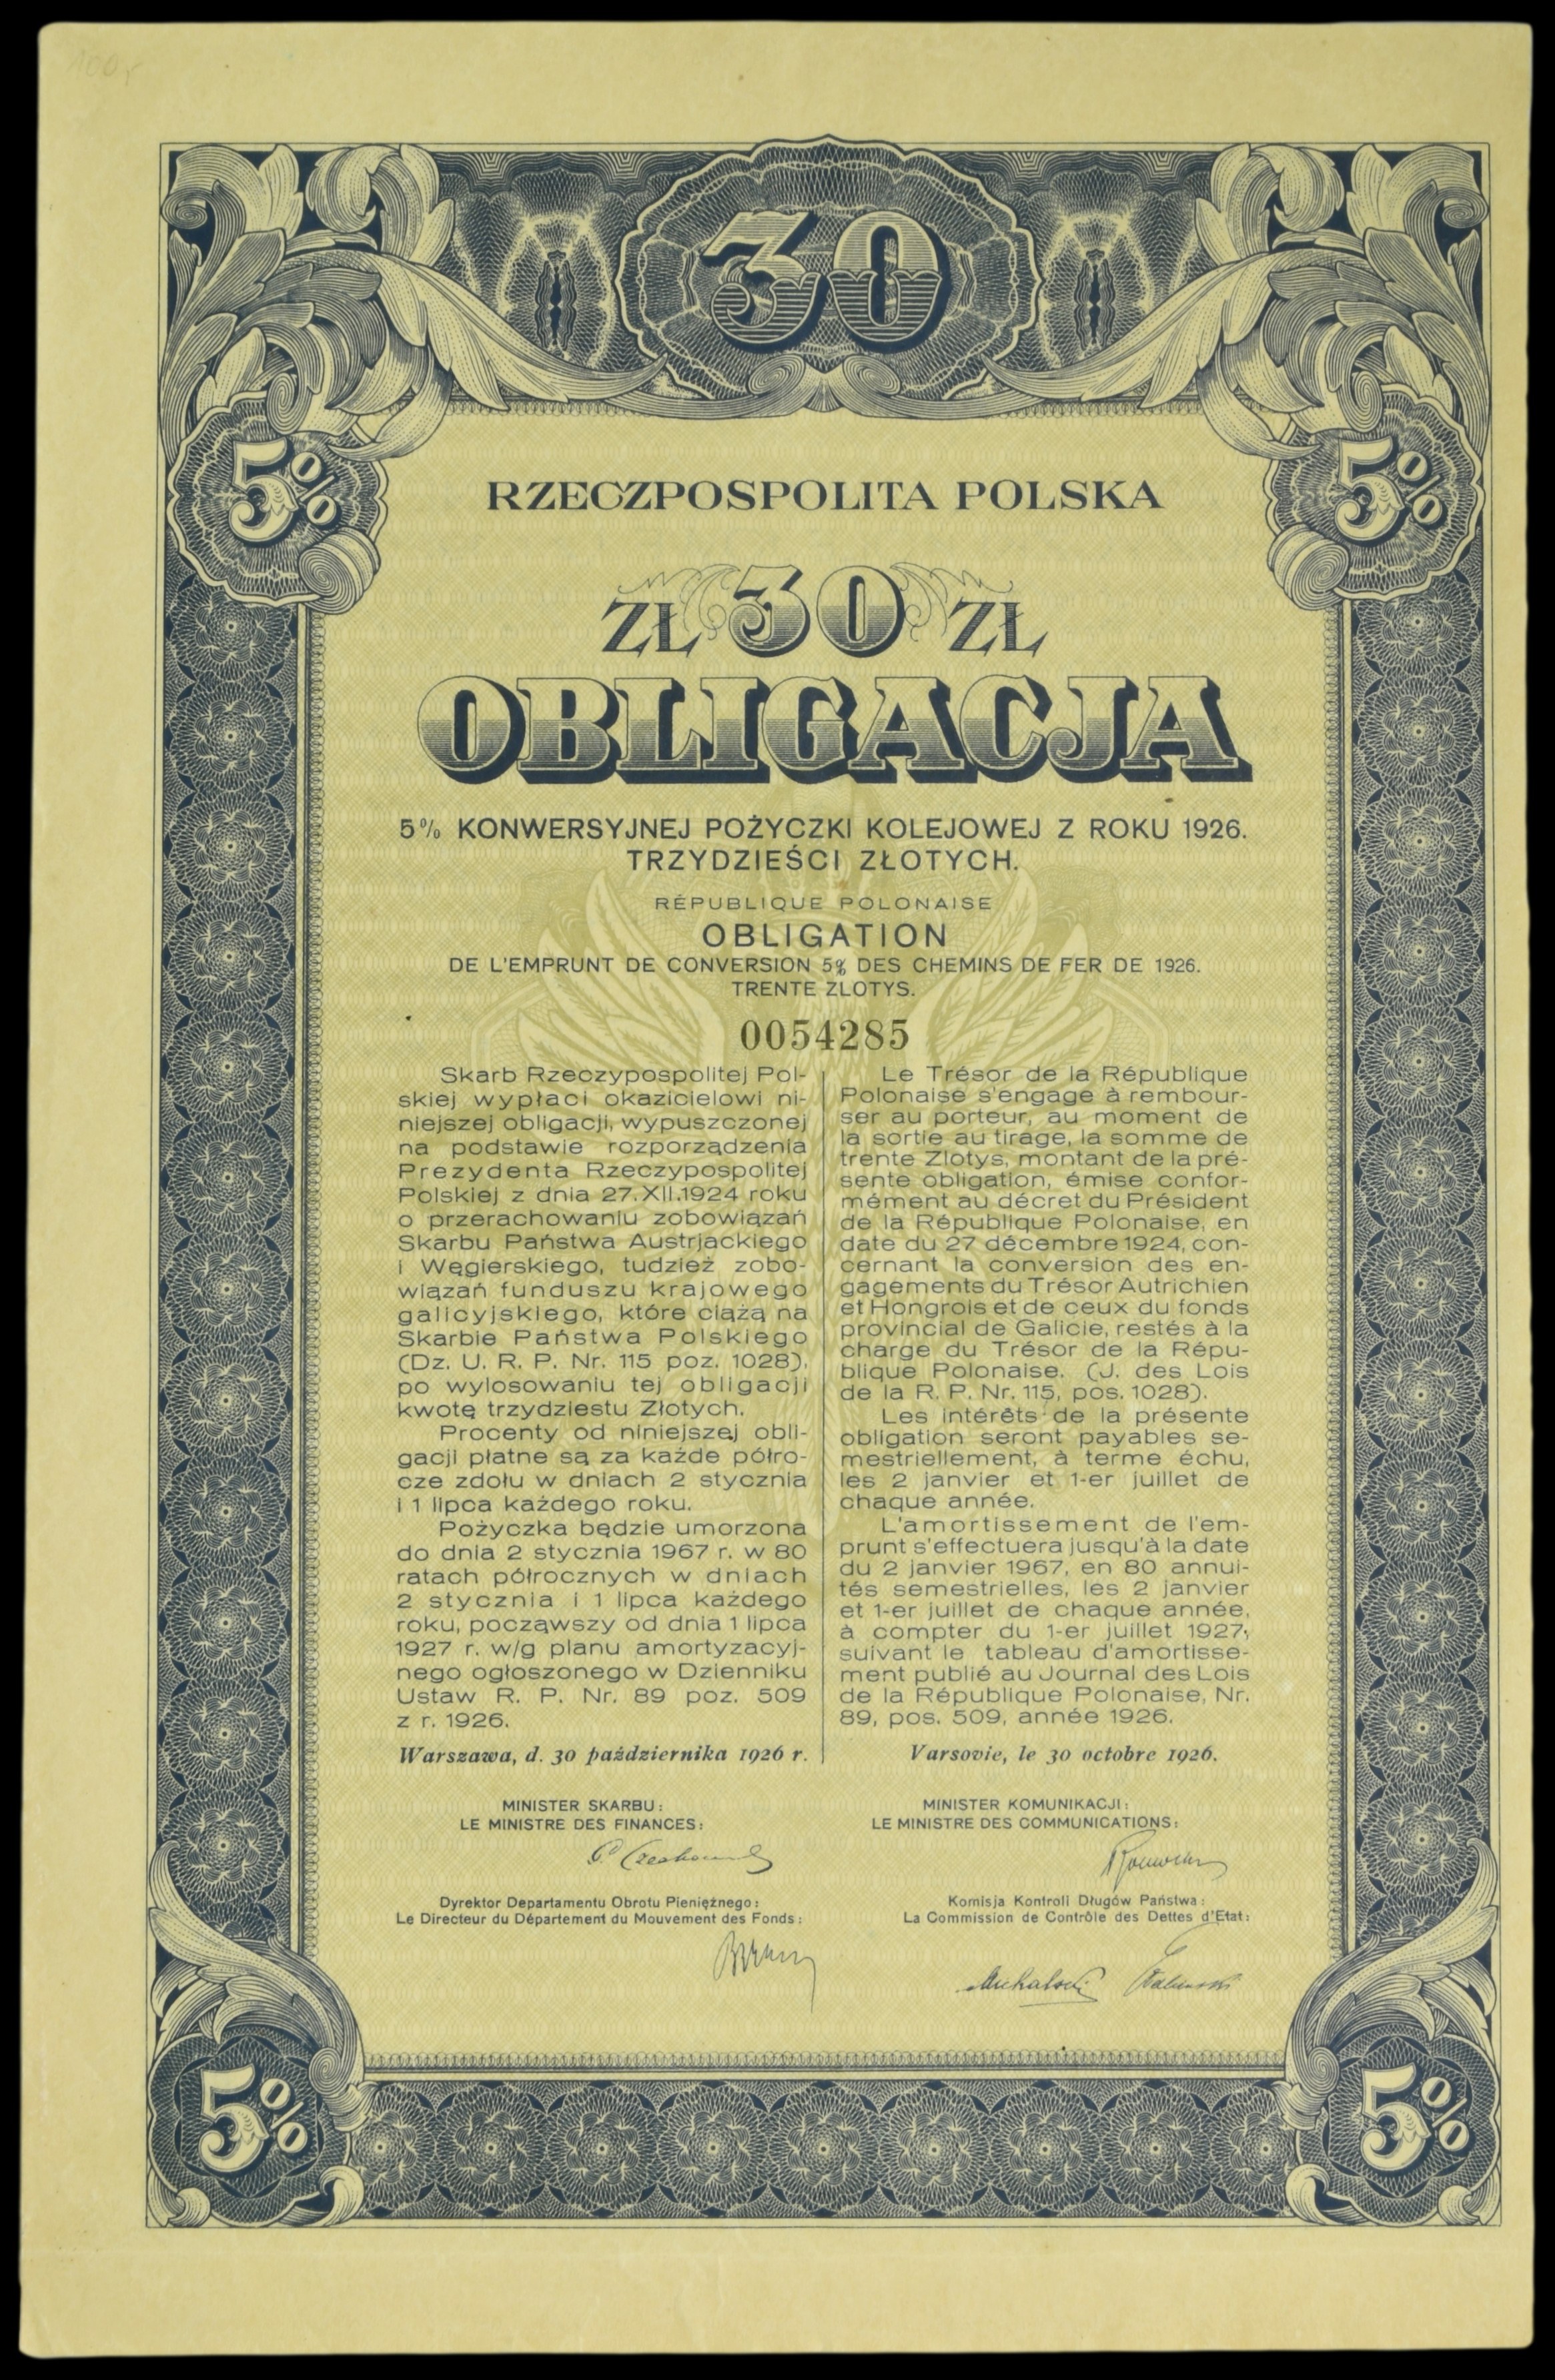 30
5%
5%
RZECZPOSPOLITA POLSKA
ZŁ 30 ZŁ
OBLIGACJA
5% KONWERSYJNEJ POŻYCZKI KOLEJOWEJ Z ROKU 1926.
TRZYDZIEŚCI ZŁOTYCH.
RÉPUBLIQUE POLONAISE
OBLIGATION
DE L'EMPRUNT DE CONVERSION 5% DES CHEMINS DE FER DE 1926.
TRENTE ZLOTYS.
0054285
Skarb Rzeczypospolitej Pol-
skiej wypłaci okazicielowi ni-
niejszej obligacji, wypuszczonej
na podstawie rozporządzenia
Prezydenta Rzeczypospolitej
Polskiej z dnia 27.XII.1924 roku
o przerachowaniu zobowiązań
Skarbu Państwa Austrjackiego
i Węgierskiego, tudzież zobo-
wiązań funduszu krajowego
galicyjskiego, które ciążą na
Skarbie Państwa Polskiego
(Dz. U. R. P. Nr. 115 poz. 1028),
po wylosowaniu tej obligacji
kwotę trzydziestu Złotych.
Procenty od niniejszej obli-
gacji płatne są za każde półro-
cze zdołu w dniach 2 stycznia
i 1 lipca każdego roku.
Pożyczka będzie umorzona
do dnia 2 stycznia 1967 r. w 80
ratach półrocznych w dniach
2 stycznia i 1 lipca każdego
roku, począwszy od dnia 1 lipca
1927 r. w/g planu amortyzacyj-
nego ogłoszonego w Dzienniku
Ustaw R. P. Nr. 89 poz. 509
z r. 1926.
Warszawa, d. 30 października 1926 r.
Le Trésor de la République
Polonaise s'engage à rembour-
ser au porteur, au moment de
la sortie au tirage, la somme de
trente Zlotys, montant de la pré-
sente obligation, émise confor-
mément au décret du Président
de la République Polonaise, en
date du 27 décembre 1924, con-
cernant la conversion des en-
gagements du Trésor Autrichien
et Hongrois et de ceux du fonds
provincial de Galicie, restés à la
charge du Trésor de la Répu-
blique Polonaise. (J. des Lois
de la R. P. Nr. 115, pos. 1028).
Les intérêts de la présente
obligation seront payables se-
mestriellement, à terme échu,
les 2 janvier et 1-er juillet de
chaque année.
L'amortissement de l'em-
prunt s'effectuera jusqu'à la date
du 2 janvier 1967, en 80 annui-
tés semestrielles, les 2 janvier
et 1-er juillet de chaque année,
à compter du 1-er juillet 1927,
suivant le tableau d'amortisse-
ment publié au Journal des Lois
de la République Polonaise, Nr.
89, pos. 509, année 1926.
Varsovie, le 30 octobre 1926.
MINISTER SKARBU:
LE MINISTRE DES FINANCES:
MINISTER KOMUNIKACJI:
LE MINISTRE DES COMMUNICATIONS:
Dyrektor Departamentu Obrotu Pieniężnego:
Le Directeur du Département du Mouvement des Fonds:
Komisja Kontroli Długów Państwa:
La Commission de Contrôle des Dettes d'Etat:
Michalski
5%
5%